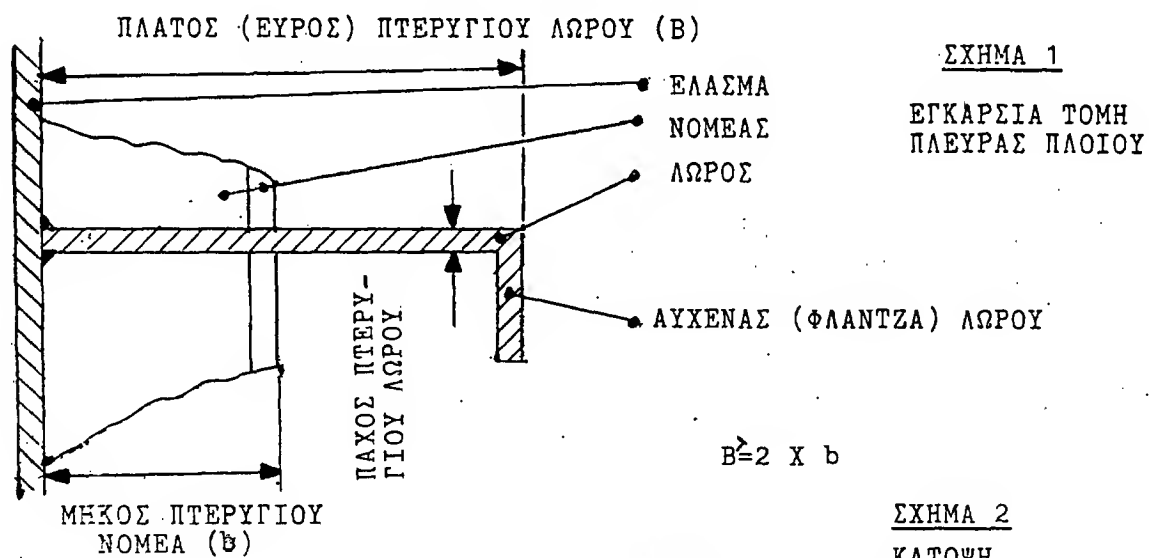 ΠΛΑΤΟΣ (ΕΥΡΟΣ) ΠΤΕΡΥΓΙΟΥ ΛΩΡΟΥ (Β)
ΣΧΗΜΑ 1
ΕΓΚΑΡΣΙΑ ΤΟΜΗ
ΠΛΕΥΡΑΣ ΠΛΟΙΟΥ
ΕΛΑΣΜΑ
ΝΟΜΕΑΣ
ΛΩΡΟΣ
ΑΥΧΕΝΑΣ (ΦΛΑΝΤΖΑ) ΛΩΡΟΥ
ΠΑΧΟΣ ΠΤΕΡΥ-
ΓΙΟΥ ΛΩΡΟΥ
B>=2 X b
ΜΗΚΟΣ ΠΤΕΡΥΓΙΟΥ
ΝΟΜΕΑ (b)
ΣΧΗΜΑ 2
ΚΑΤΟΨΗ